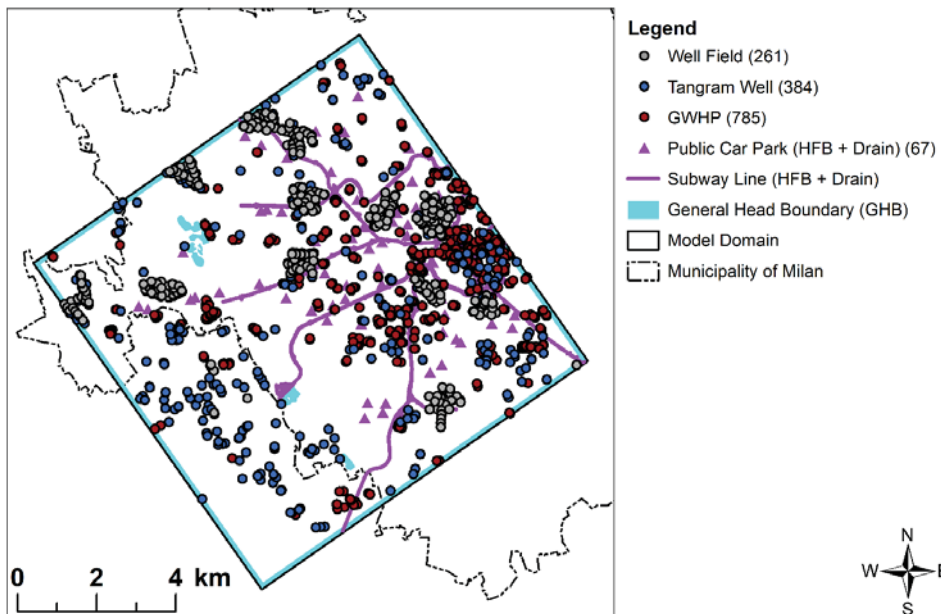 Legend
Well Field (261)
Tangram Well (384)
GWHP (785)
Public Car Park (HFB + Drain) (67)
Subway Line (HFB + Drain)
General Head Boundary (GHB)
Model Domain
Municipality of Milan
0 2 4 km
N
W E
S